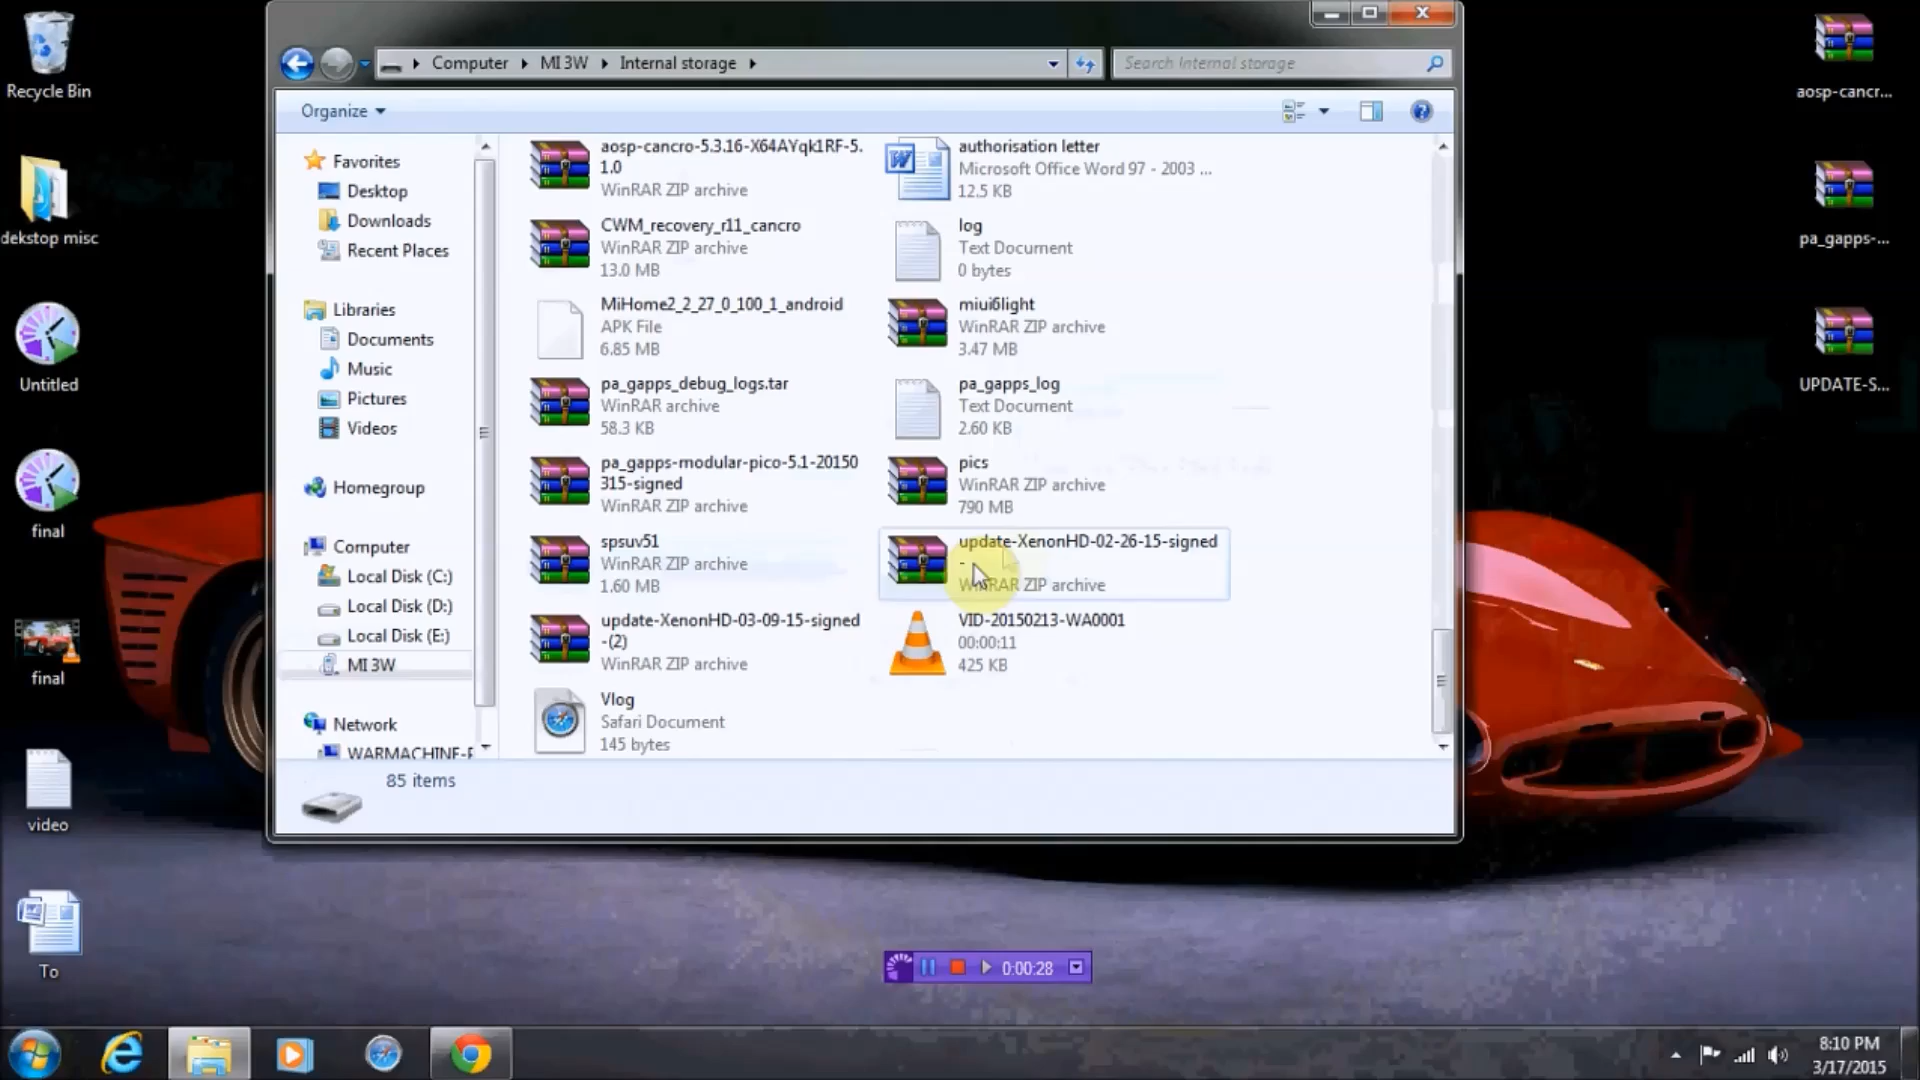 Recycle Bin
dekstop misc
Untitled
final
final
video
To
Computer
MI 3W
Internal storage
Search Internal storage
Organize
Favorites
Desktop
Downloads
Recent Places
Libraries
Documents
Music
Pictures
Videos
Homegroup
Computer
Local Disk (C:)
Local Disk (D:)
Local Disk (E:)
MI 3W
Network
WARMACHINE-P
aosp-cancro-5.3.16-X64AYqk1RF-5.
1.0
WinRAR ZIP archive
authorisation letter
Microsoft Office Word 97 - 2003 ...
12.5 KB
CWM_recovery_r11_cancro
WinRAR ZIP archive
13.0 MB
log
Text Document
0 bytes
MiHome2_2_27_0_100_1_android
APK File
6.85 MB
miui6light
WinRAR ZIP archive
3.47 MB
pa_gapps_debug_logs.tar
WinRAR archive
58.3 KB
pa_gapps_log
Text Document
2.60 KB
pa_gapps-modular-pico-5.1-20150
315-signed
WinRAR ZIP archive
pics
WinRAR ZIP archive
790 MB
spsuv51
WinRAR ZIP archive
1.60 MB
update-XenonHD-02-26-15-signed
-
WinRAR ZIP archive
update-XenonHD-03-09-15-signed
-(2)
WinRAR ZIP archive
VID-20150213-WA0001
00:00:11
425 KB
Vlog
Safari Document
145 bytes
85 items
aosp-cancr...
pa_gapps-...
UPDATE-S...
0:00:28
8:10 PM
3/17/2015